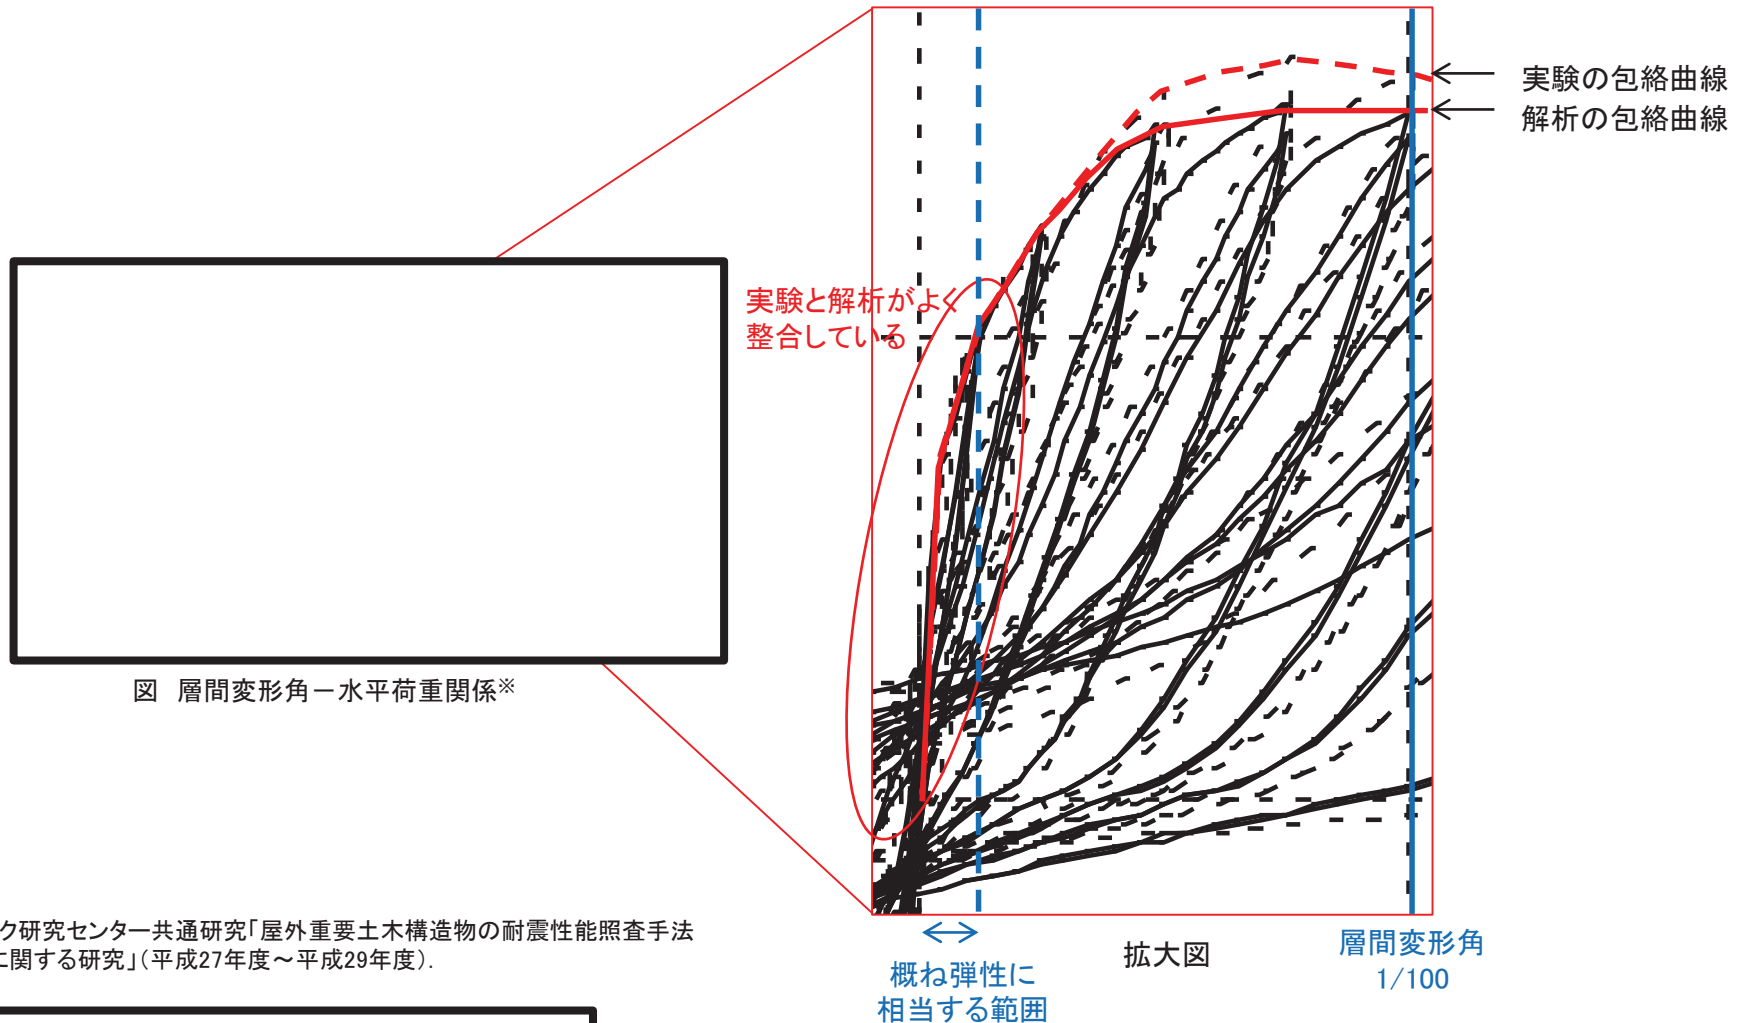 実験の包絡曲線
解析の包絡曲線
実験と解析がよく
整合している
図 層間変形角－水平荷重関係※
ク研究センター共通研究「屋外重要土木構造物の耐震性能照査手法
に関する研究」（平成27年度～平成29年度）.
概ね弾性に
相当する範囲
拡大図
層間変形角
1/100